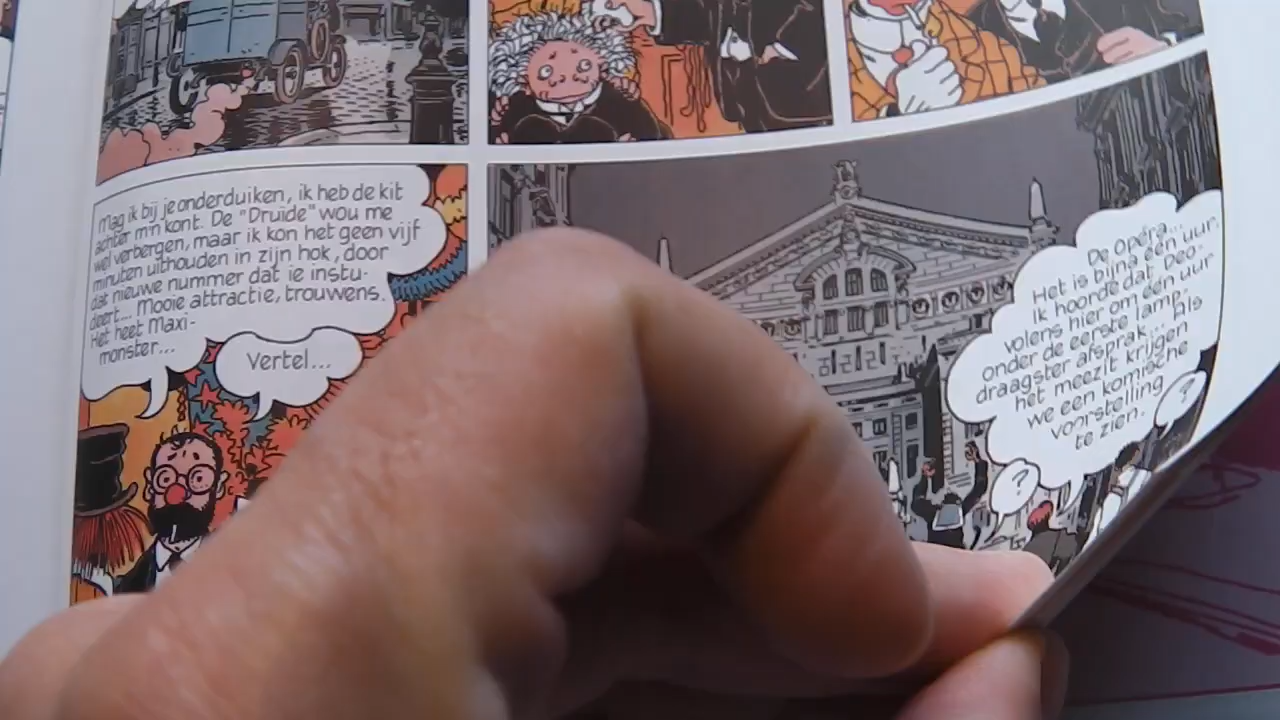 Mag ik bij je onderduiken, ik heb de kit
achter m'n kont. De "Druïde" wou me
wel verbergen, maar ik kon het geen vijf
minuten uithouden in zijn hok, door
dat nieuwe nummer dat ie instu-
deert... Mooie attractie, trouwens.
Het heet Maxi-
monster...
Vertel...
De opéra...
Het is bijna één uur.
Ik hoorde dat Deo-
volens hier om één uur
onder de eerste lamp-
draagster afsprak... Als
het meezit krijgen
we een komische
voorstelling
te zien.
?
?